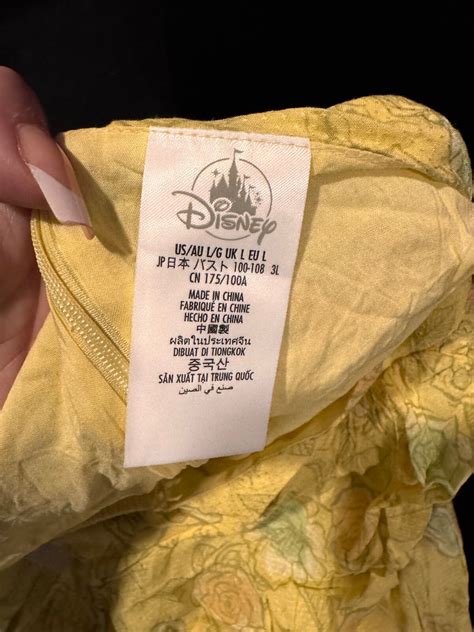 Disney
US/AU L/G UK L EU L
JP日本 バスト 100-108 3L
CN 175/100A
MADE IN CHINA
FABRIQUÉ EN CHINE
HECHO EN CHINA
中國製
ผลิตในประเทศจีน
DIBUAT DI TIONGKOK
중국산
SẢN XUẤT TẠI TRUNG QUỐC
صنع في الصين